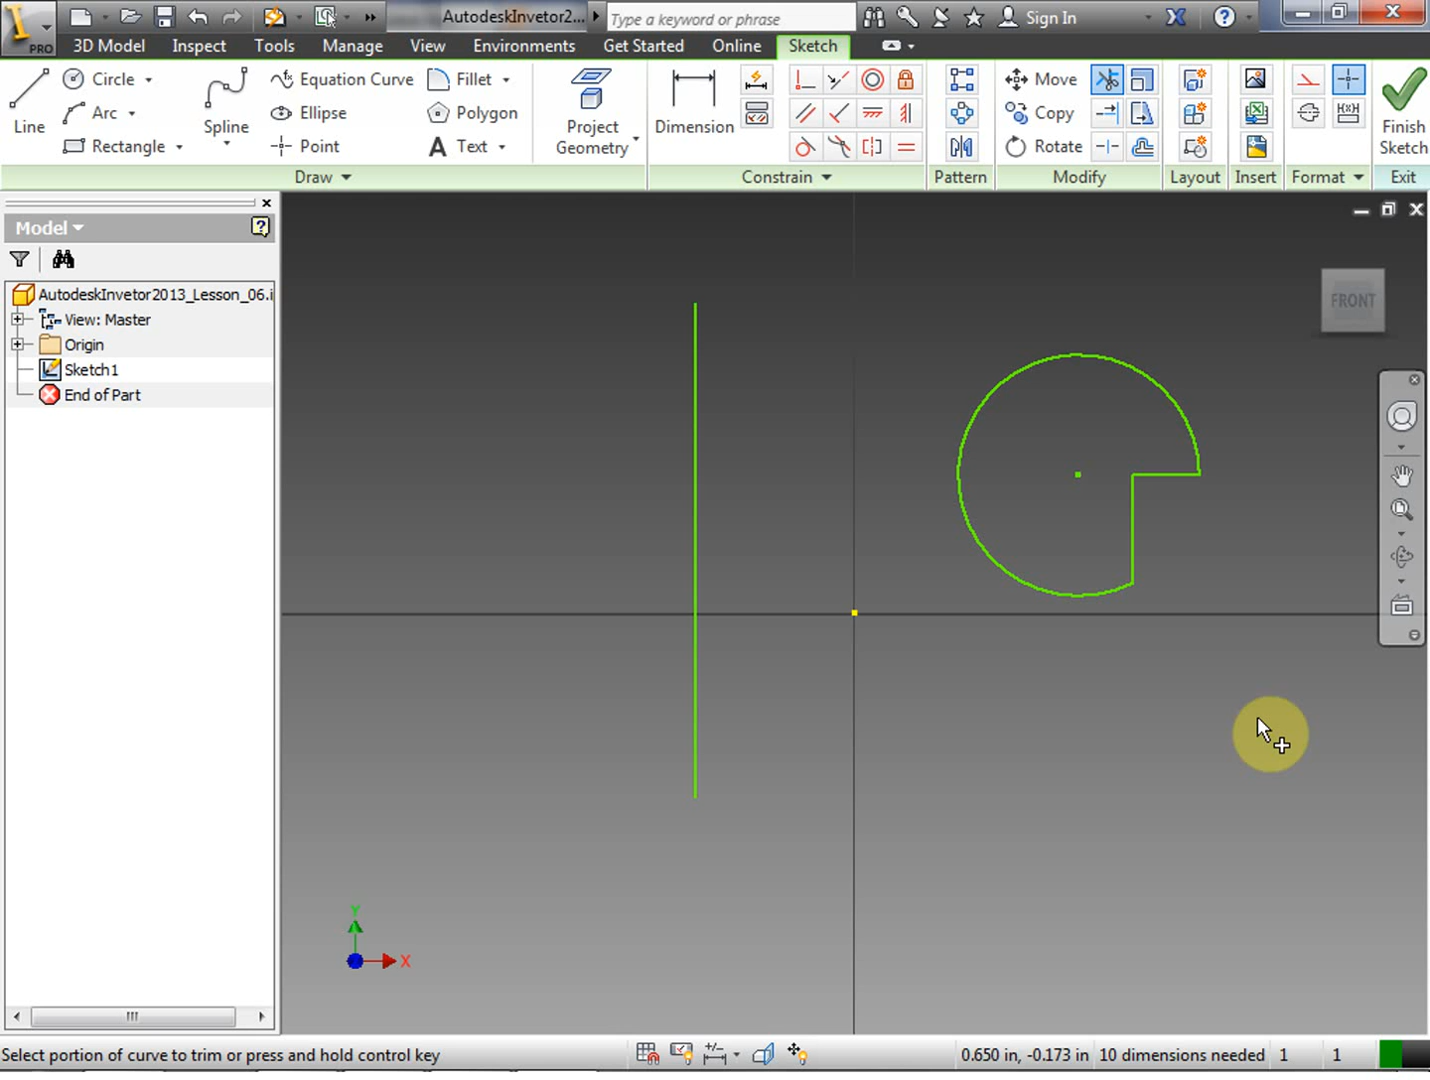 PRO
AutodeskInvetor2...
Type a keyword or phrase
Sign In
3D Model
Inspect
Tools
Manage
View
Environments
Get Started
Online
Sketch
Line
Circle
Arc
Rectangle
Spline
Equation Curve
Ellipse
Point
Fillet
Polygon
A Text
Project
Geometry
Dimension
Move
Copy
Rotate
Finish
Sketch
Draw
Constrain
Pattern
Modify
Layout
Insert
Format
Exit
Model
AutodeskInvetor2013_Lesson_06.i
View: Master
Origin
Sketch1
End of Part
FRONT
Y
X
Select portion of curve to trim or press and hold control key
0.650 in, -0.173 in
10 dimensions needed
1
1